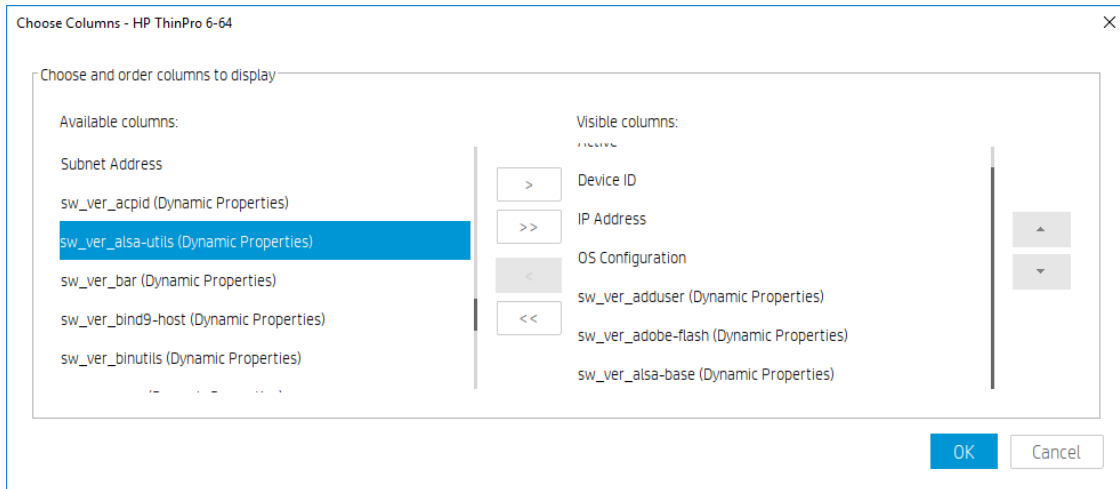 Choose Columns - HP ThinPro 6-64
Choose and order columns to display
Available columns:
Subnet Address
sw_ver_acpid (Dynamic Properties)
sw_ver_alsa-utils (Dynamic Properties)
sw_ver_bar (Dynamic Properties)
sw_ver_bind9-host (Dynamic Properties)
sw_ver_binutils (Dynamic Properties)
>
>>
<
<<
Visible columns:
Active
Device ID
IP Address
OS Configuration
sw_ver_adduser (Dynamic Properties)
sw_ver_adobe-flash (Dynamic Properties)
sw_ver_alsa-base (Dynamic Properties)
OK
Cancel